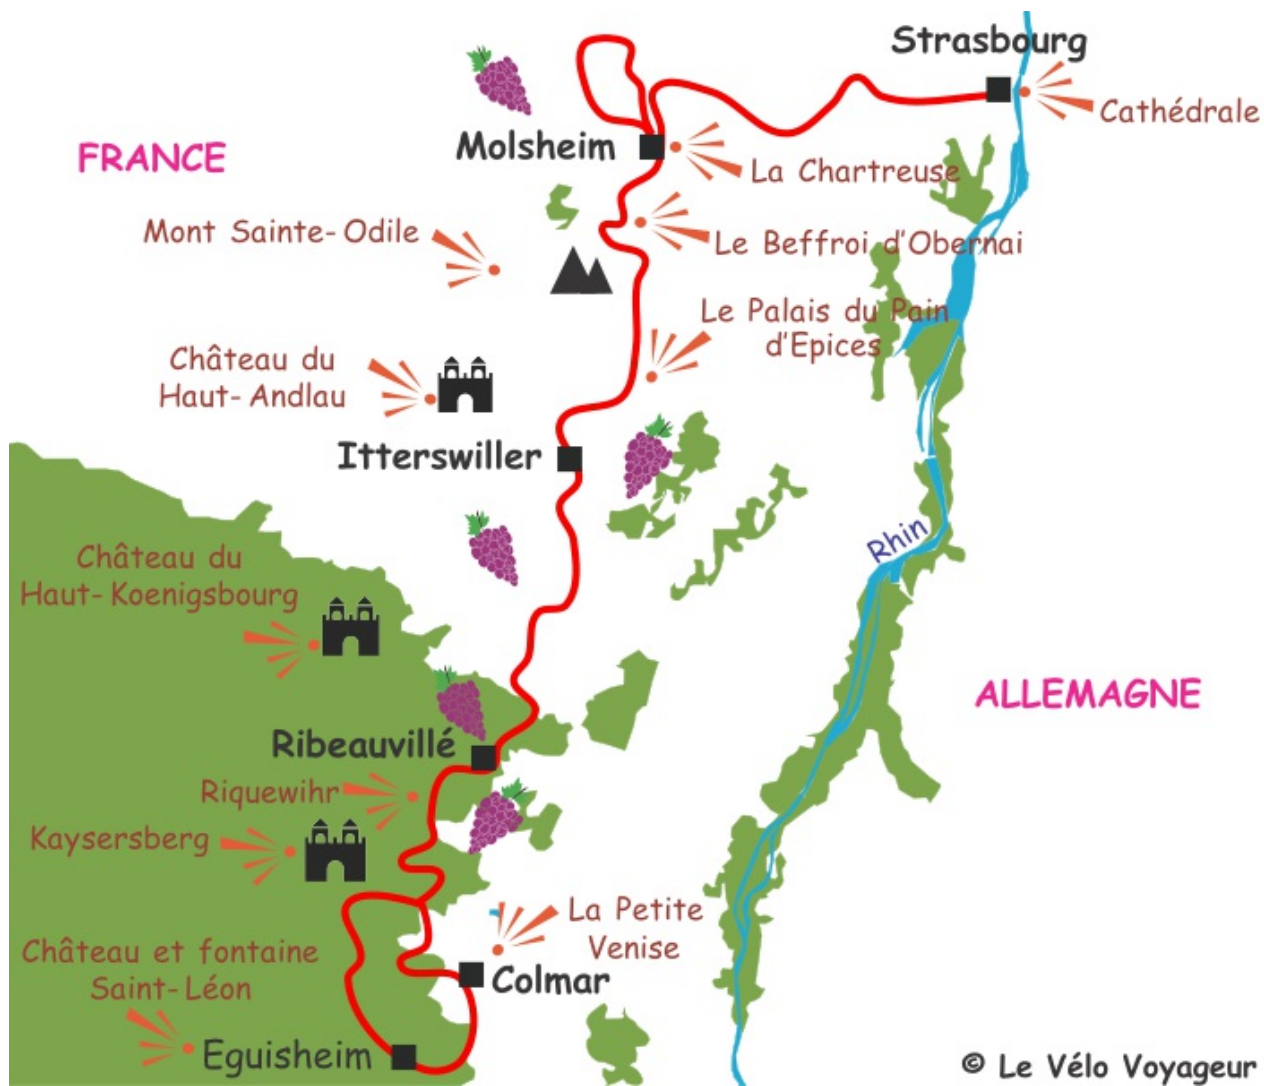 Strasbourg
Cathédrale
Molsheim
FRANCE
La Chartreuse
Mont Sainte-Odile
Le Beffroi d'Obernai
Le Palais du Pain
d'Epices
Château du
Haut-Andlau
Itterswiller
Rhin
Château du
Haut-Koenigsbourg
ALLEMAGNE
Ribeauvillé
Riquewihr
Kaysersberg
La Petite
Venise
Château et fontaine
Saint-Léon
Colmar
Eguisheim
© Le Vélo Voyageur